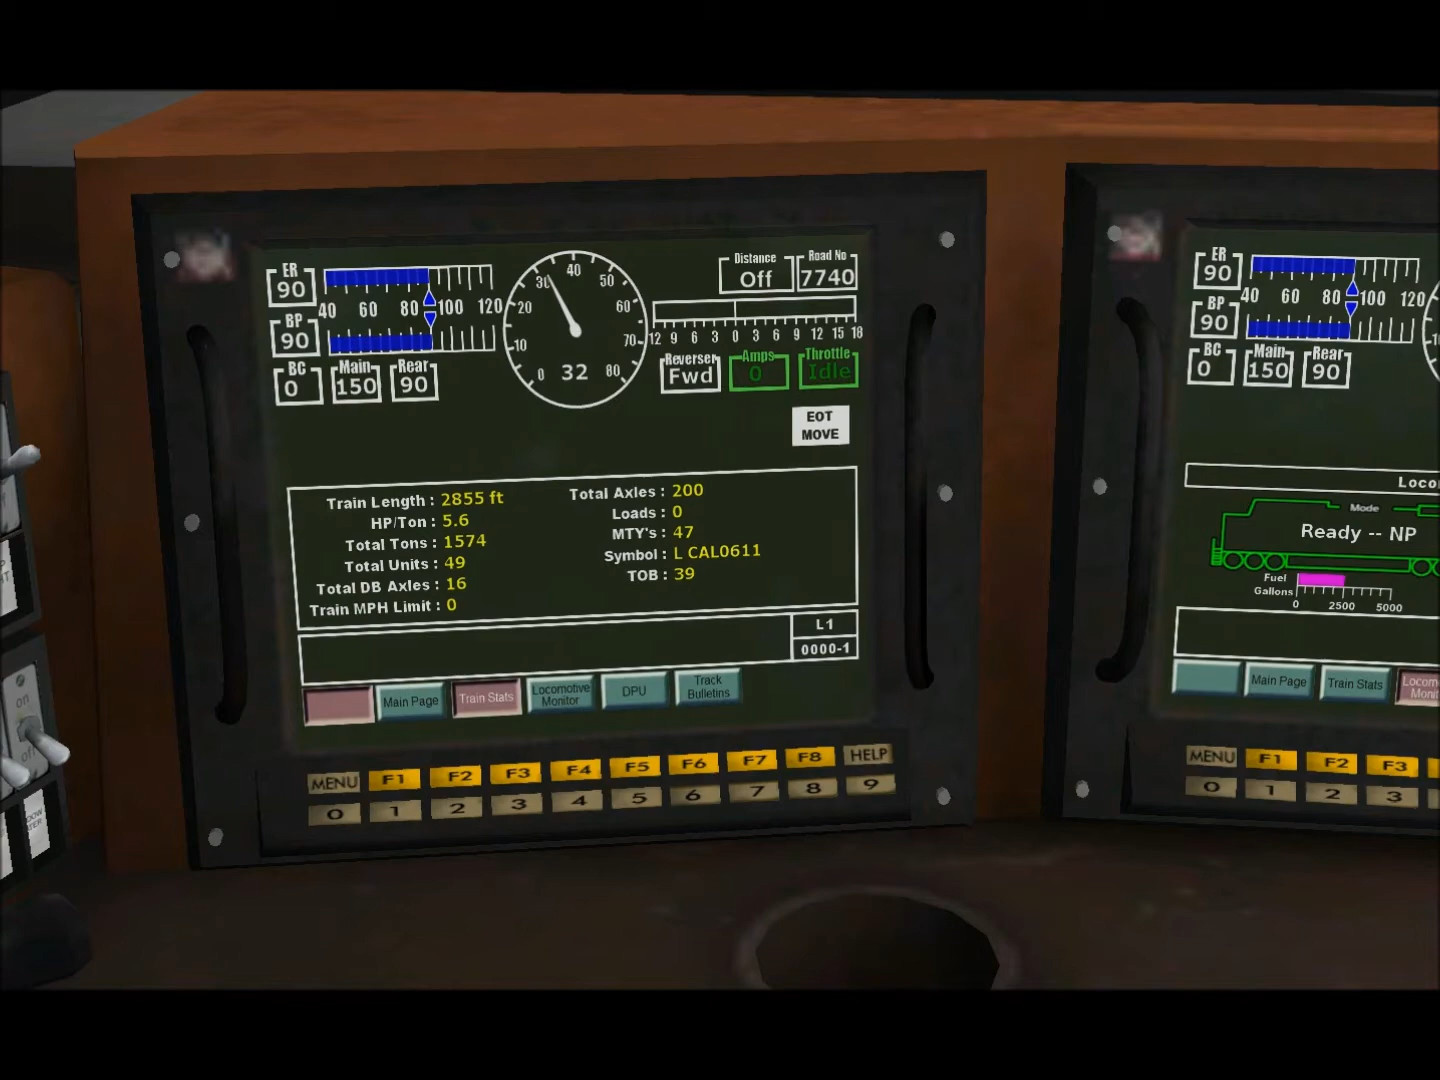 ER
90
40 60 80 100 120
BP
90
BC
0
Main
150
Rear
90
0 10 20 30 40 50 60 70 80
32
Distance
Off
Road No
7740
12 9 6 3 0 3 6 9 12 15 18
Reverser
Fwd
Amps
0
Throttle
Idle
EOT
MOVE
Train Length : 2855 ft
HP/Ton : 5.6
Total Tons : 1574
Total Units : 49
Total DB Axles : 16
Train MPH Limit : 0
Total Axles : 200
Loads : 0
MTY's : 47
Symbol : L CAL0611
TOB : 39
L1
0000-1
Main Page
Train Stats
Locomotive
Monitor
DPU
Track
Bulletins
MENU F1 F2 F3 F4 F5 F6 F7 F8 HELP
0 1 2 3 4 5 6 7 8 9
ER
90
40 60 80 100 120
BP
90
BC
0
Main
150
Rear
90
Loco
Mode
Ready -- NP
Fuel
Gallons
0 2500 5000
Main Page
Train Stats
Locom
Monit
MENU F1 F2 F3
0 1 2 3
on
off